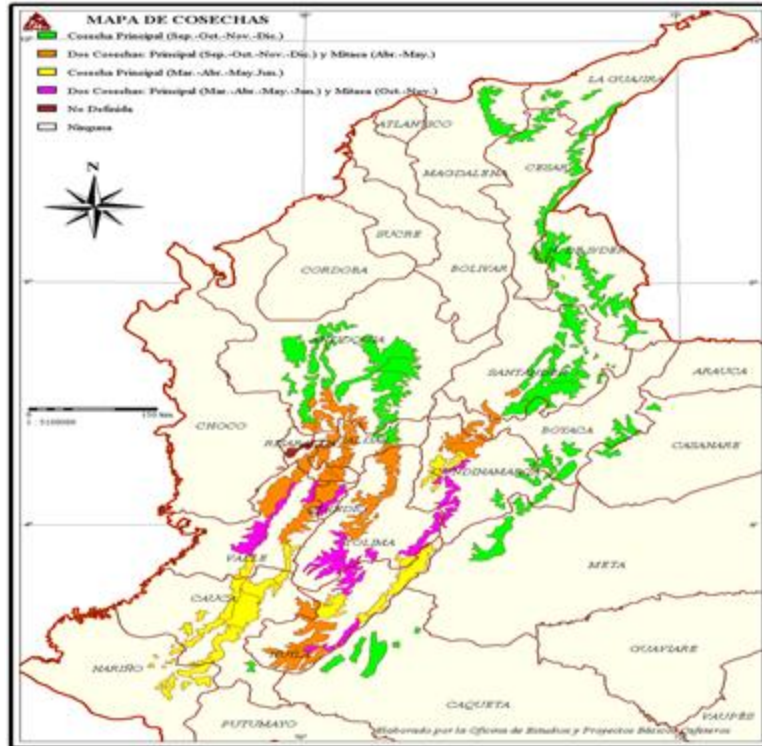 MAPA DE COSECHAS
Cosecha Principal (Sep.-Oct.-Nov.-Dic.)
Dos Cosechas: Principal (Sep.-Oct.-Nov.-Dic.) y Mitaca (Abr.-May.)
Cosecha Principal (Mar.-Abr.-May.Jun.)
Dos Cosechas: Principal (Mar.-Abr.-May.-Jun.) y Mitaca (Oct.-Nov.)
No Definida
Ninguna
N
LA GUAJIRA
ATLANTICO
CESAR
MAGDALENA
SUCRE
CORDOBA
BOLIVAR
SANTANDER
ARAUCA
CHOCO
BOYACA
CASANARE
TOLIMA
VALLE
META
CAUCA
HUILA
NARIÑO
GUAVIARE
CAQUETA
PUTUMAYO
VAUPÉS
Elaborado por la Oficina de Estudios y Proyectos Básicos Cafeteros